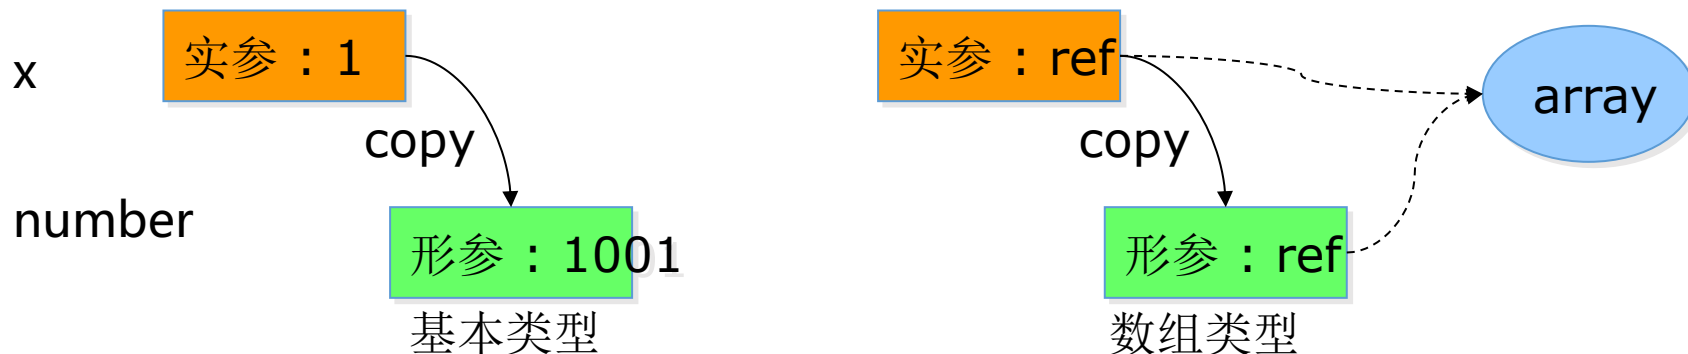 x
实参：1
copy
number
形参：1001
基本类型
实参：ref
array
copy
形参：ref
数组类型